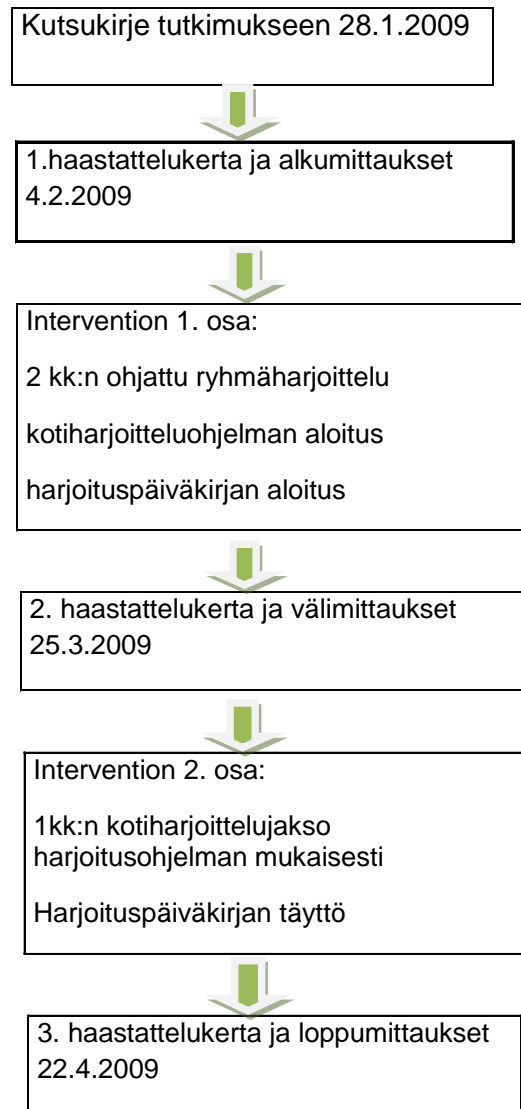 Kutsukirje tutkimukseen 28.1.2009
1.haastattelukerta ja alkumittaukset
4.2.2009
Intervention 1. osa:
2 kk:n ohjattu ryhmäharjoittelu
kotiharjoitteluohjelman aloitus
harjoituspäiväkirjan aloitus
2. haastattelukerta ja välimittaukset
25.3.2009
Intervention 2. osa:
1kk:n kotiharjoittelujakso
harjoitusohjelman mukaisesti
Harjoituspäiväkirjan täyttö
3. haastattelukerta ja loppumittaukset
22.4.2009